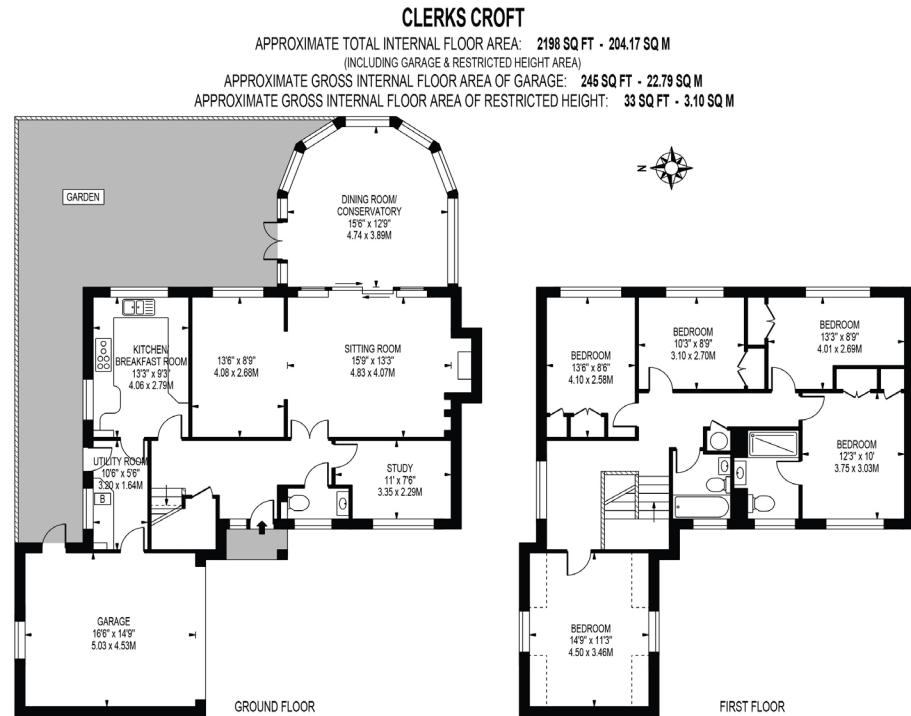 CLERKS CROFT
APPROXIMATE TOTAL INTERNAL FLOOR AREA: 2198 SQ FT - 204.17 SQ M
(INCLUDING GARAGE & RESTRICTED HEIGHT AREA)
APPROXIMATE GROSS INTERNAL FLOOR AREA OF GARAGE: 245 SQ FT - 22.79 SQ M
APPROXIMATE GROSS INTERNAL FLOOR AREA OF RESTRICTED HEIGHT: 33 SQ FT - 3.10 SQ M
GARDEN
N
DINING ROOM/
CONSERVATORY
15'6" x 12'9"
4.74 x 3.89M
KITCHEN/
BREAKFAST ROOM
13'3" x 9'3"
4.06 x 2.79M
13'6" x 8'9"
4.08 x 2.68M
SITTING ROOM
15'9" x 13'3"
4.83 x 4.07M
UTILITY ROOM
10'6" x 5'6"
3.20 x 1.64M
B
STUDY
11' x 7'6"
3.35 x 2.29M
GARAGE
16'6" x 14'9"
5.03 x 4.53M
GROUND FLOOR
BEDROOM
13'6" x 8'6"
4.10 x 2.58M
BEDROOM
10'3" x 8'9"
3.10 x 2.70M
BEDROOM
13'3" x 8'9"
4.01 x 2.69M
BEDROOM
12'3" x 10'
3.75 x 3.03M
BEDROOM
14'9" x 11'3"
4.50 x 3.46M
FIRST FLOOR